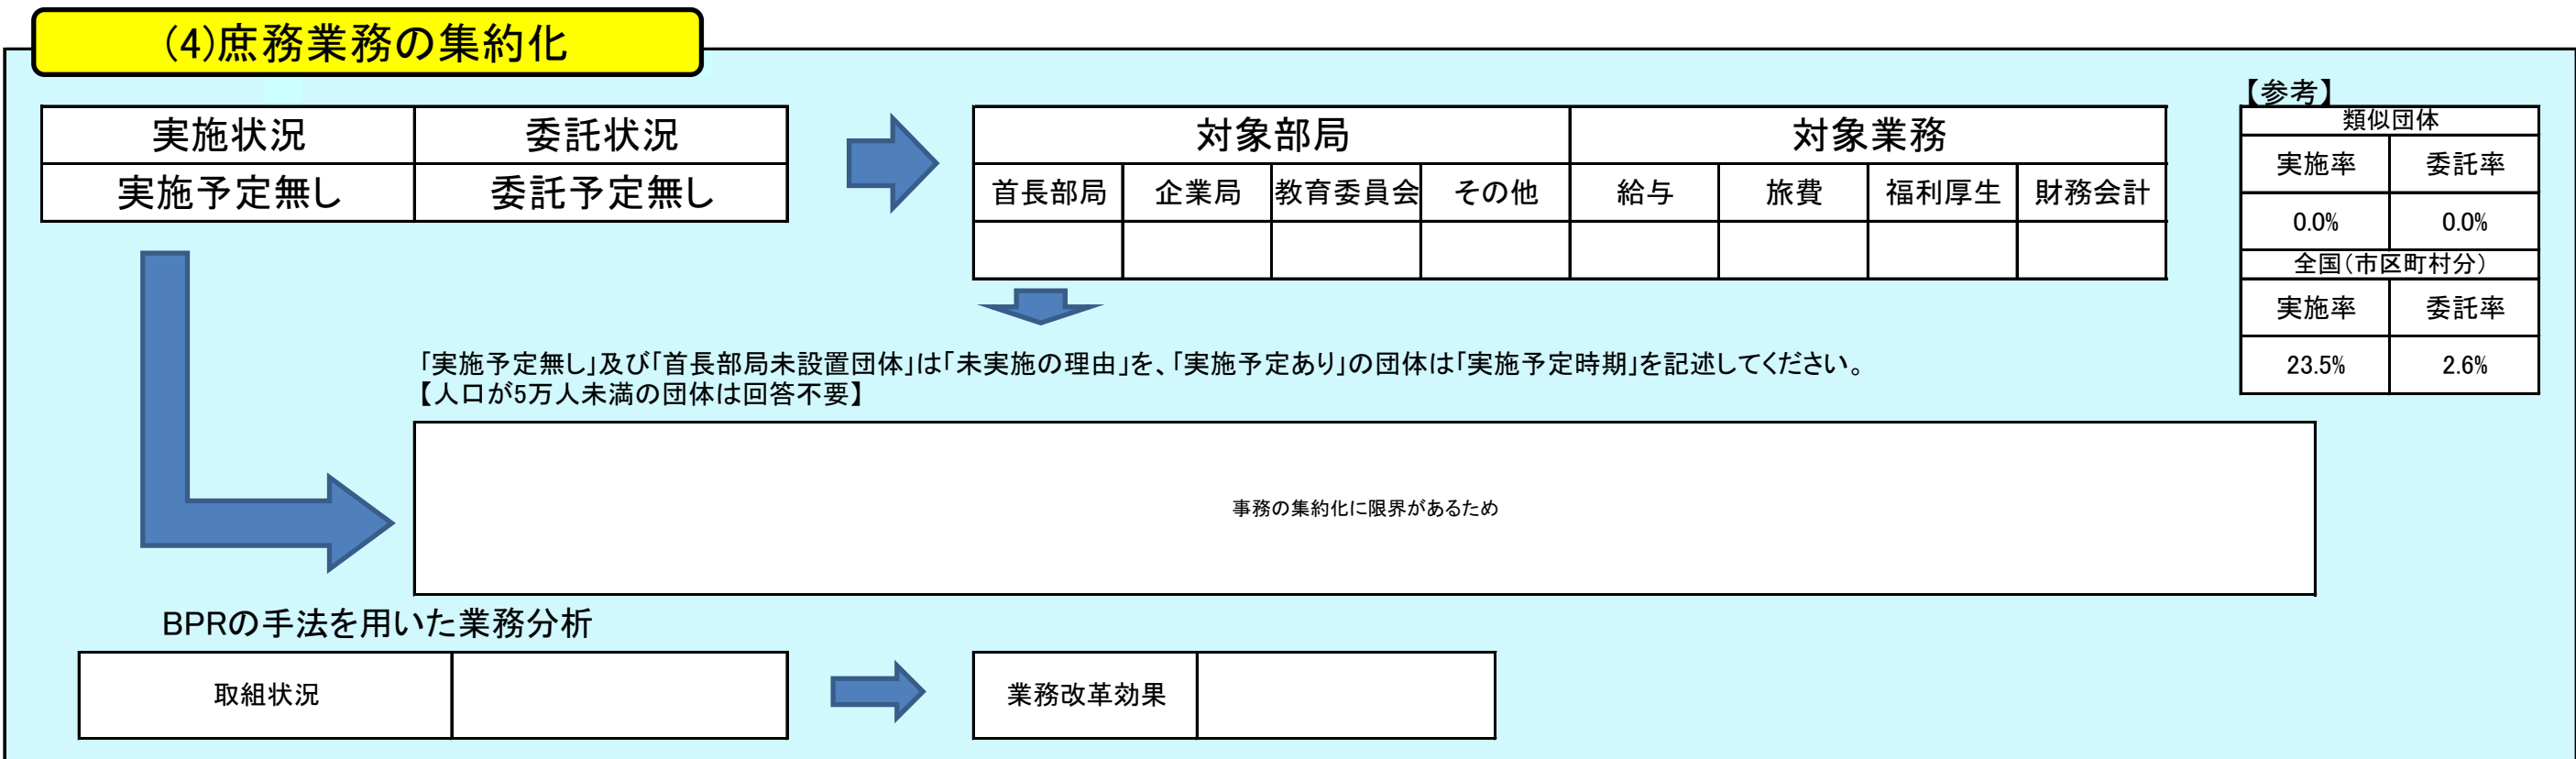 (4)庶務業務の集約化
実施状況 委託状況
実施予定無し 委託予定無し
対象部局 対象業務
首長部局 企業局 教育委員会 その他 給与 旅費 福利厚生 財務会計
【参考】
類似団体
実施率 委託率
0.0% 0.0%
全国(市区町村分)
実施率 委託率
23.5% 2.6%
「実施予定無し」及び「首長部局未設置団体」は「未実施の理由」を、「実施予定あり」の団体は「実施予定時期」を記述してください。
【人口が5万人未満の団体は回答不要】
事務の集約化に限界があるため
BPRの手法を用いた業務分析
取組状況
業務改革効果